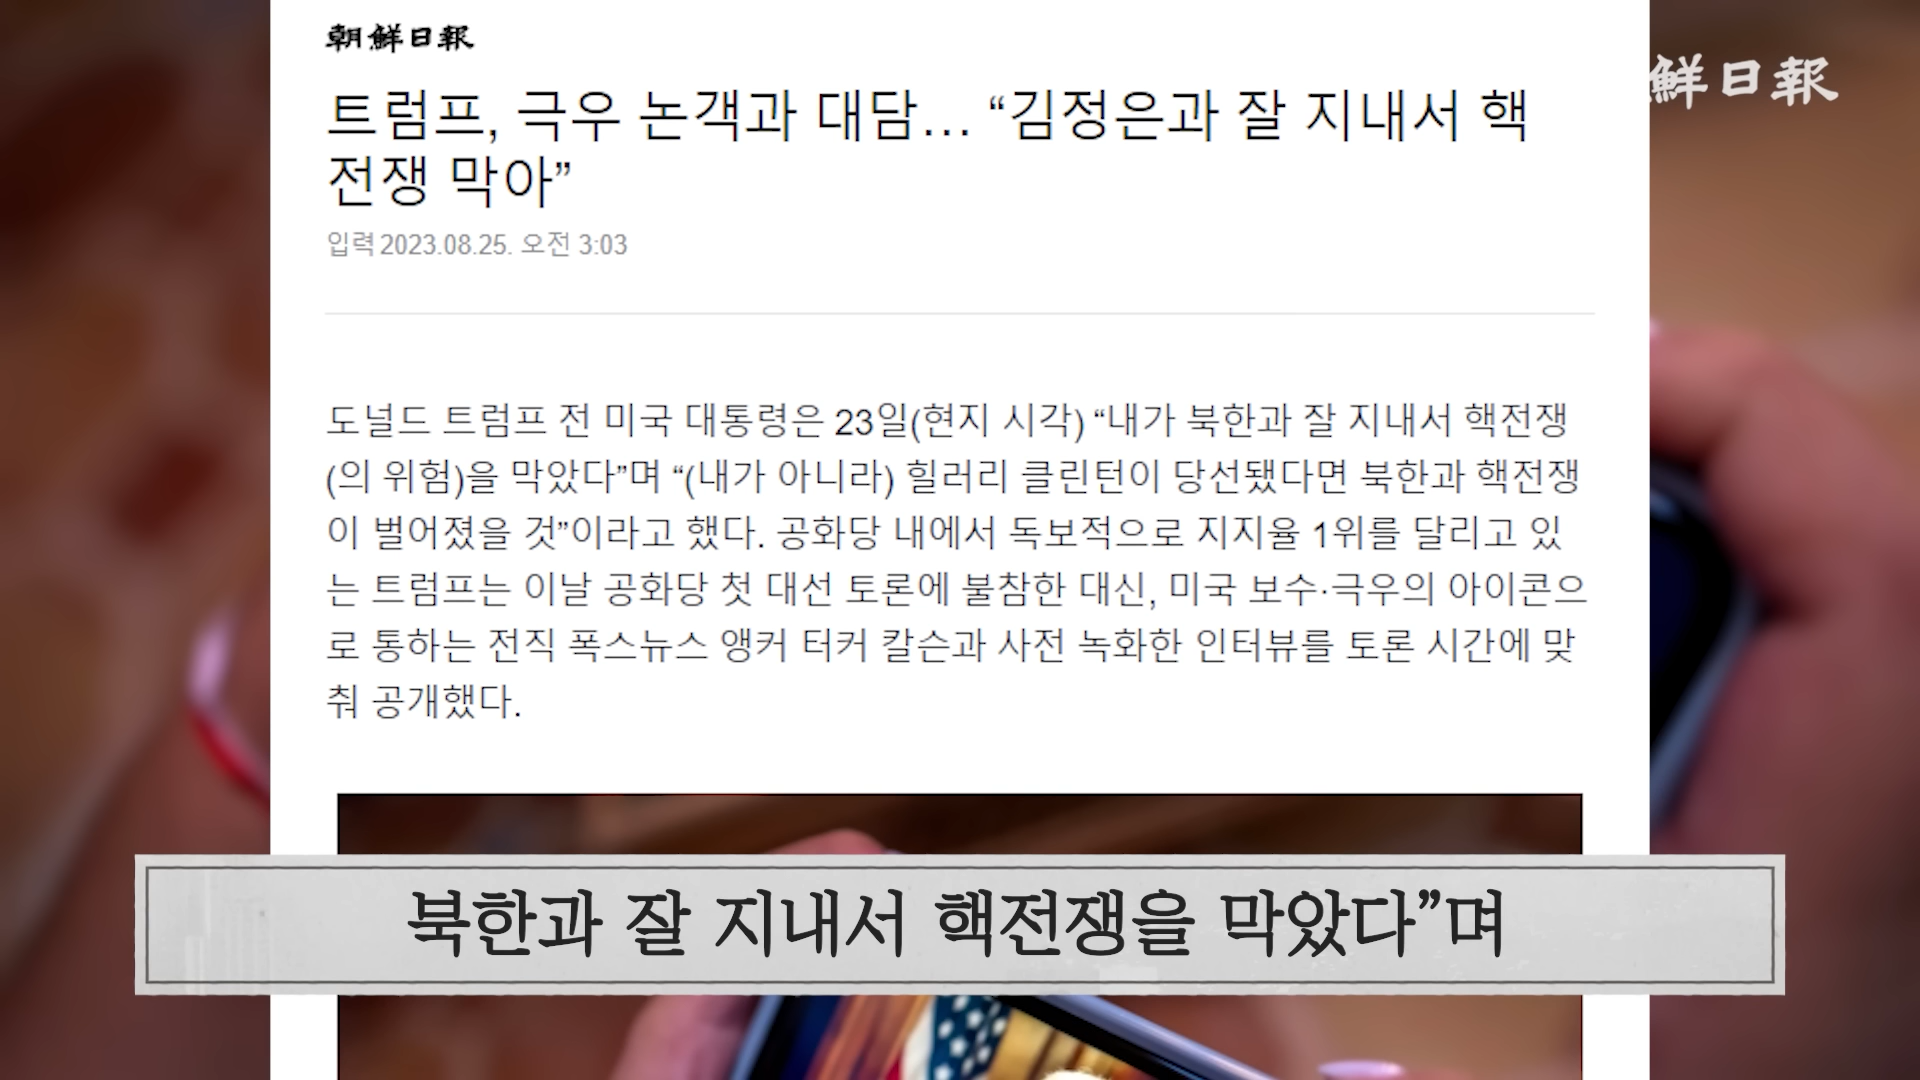 朝鮮日報
鮮日報
트럼프, 극우 논객과 대담… “김정은과 잘 지내서 핵
전쟁 막아”
입력 2023.08.25. 오전 3:03
도널드 트럼프 전 미국 대통령은 23일(현지 시각) “내가 북한과 잘 지내서 핵전쟁
(의 위험)을 막았다”며 “(내가 아니라) 힐러리 클린턴이 당선됐다면 북한과 핵전쟁
이 벌어졌을 것”이라고 했다. 공화당 내에서 독보적으로 지지율 1위를 달리고 있
는 트럼프는 이날 공화당 첫 대선 토론에 불참한 대신, 미국 보수·극우의 아이콘으
로 통하는 전직 폭스뉴스 앵커 터커 칼슨과 사전 녹화한 인터뷰를 토론 시간에 맞
춰 공개했다.
북한과 잘 지내서 핵전쟁을 막았다”며